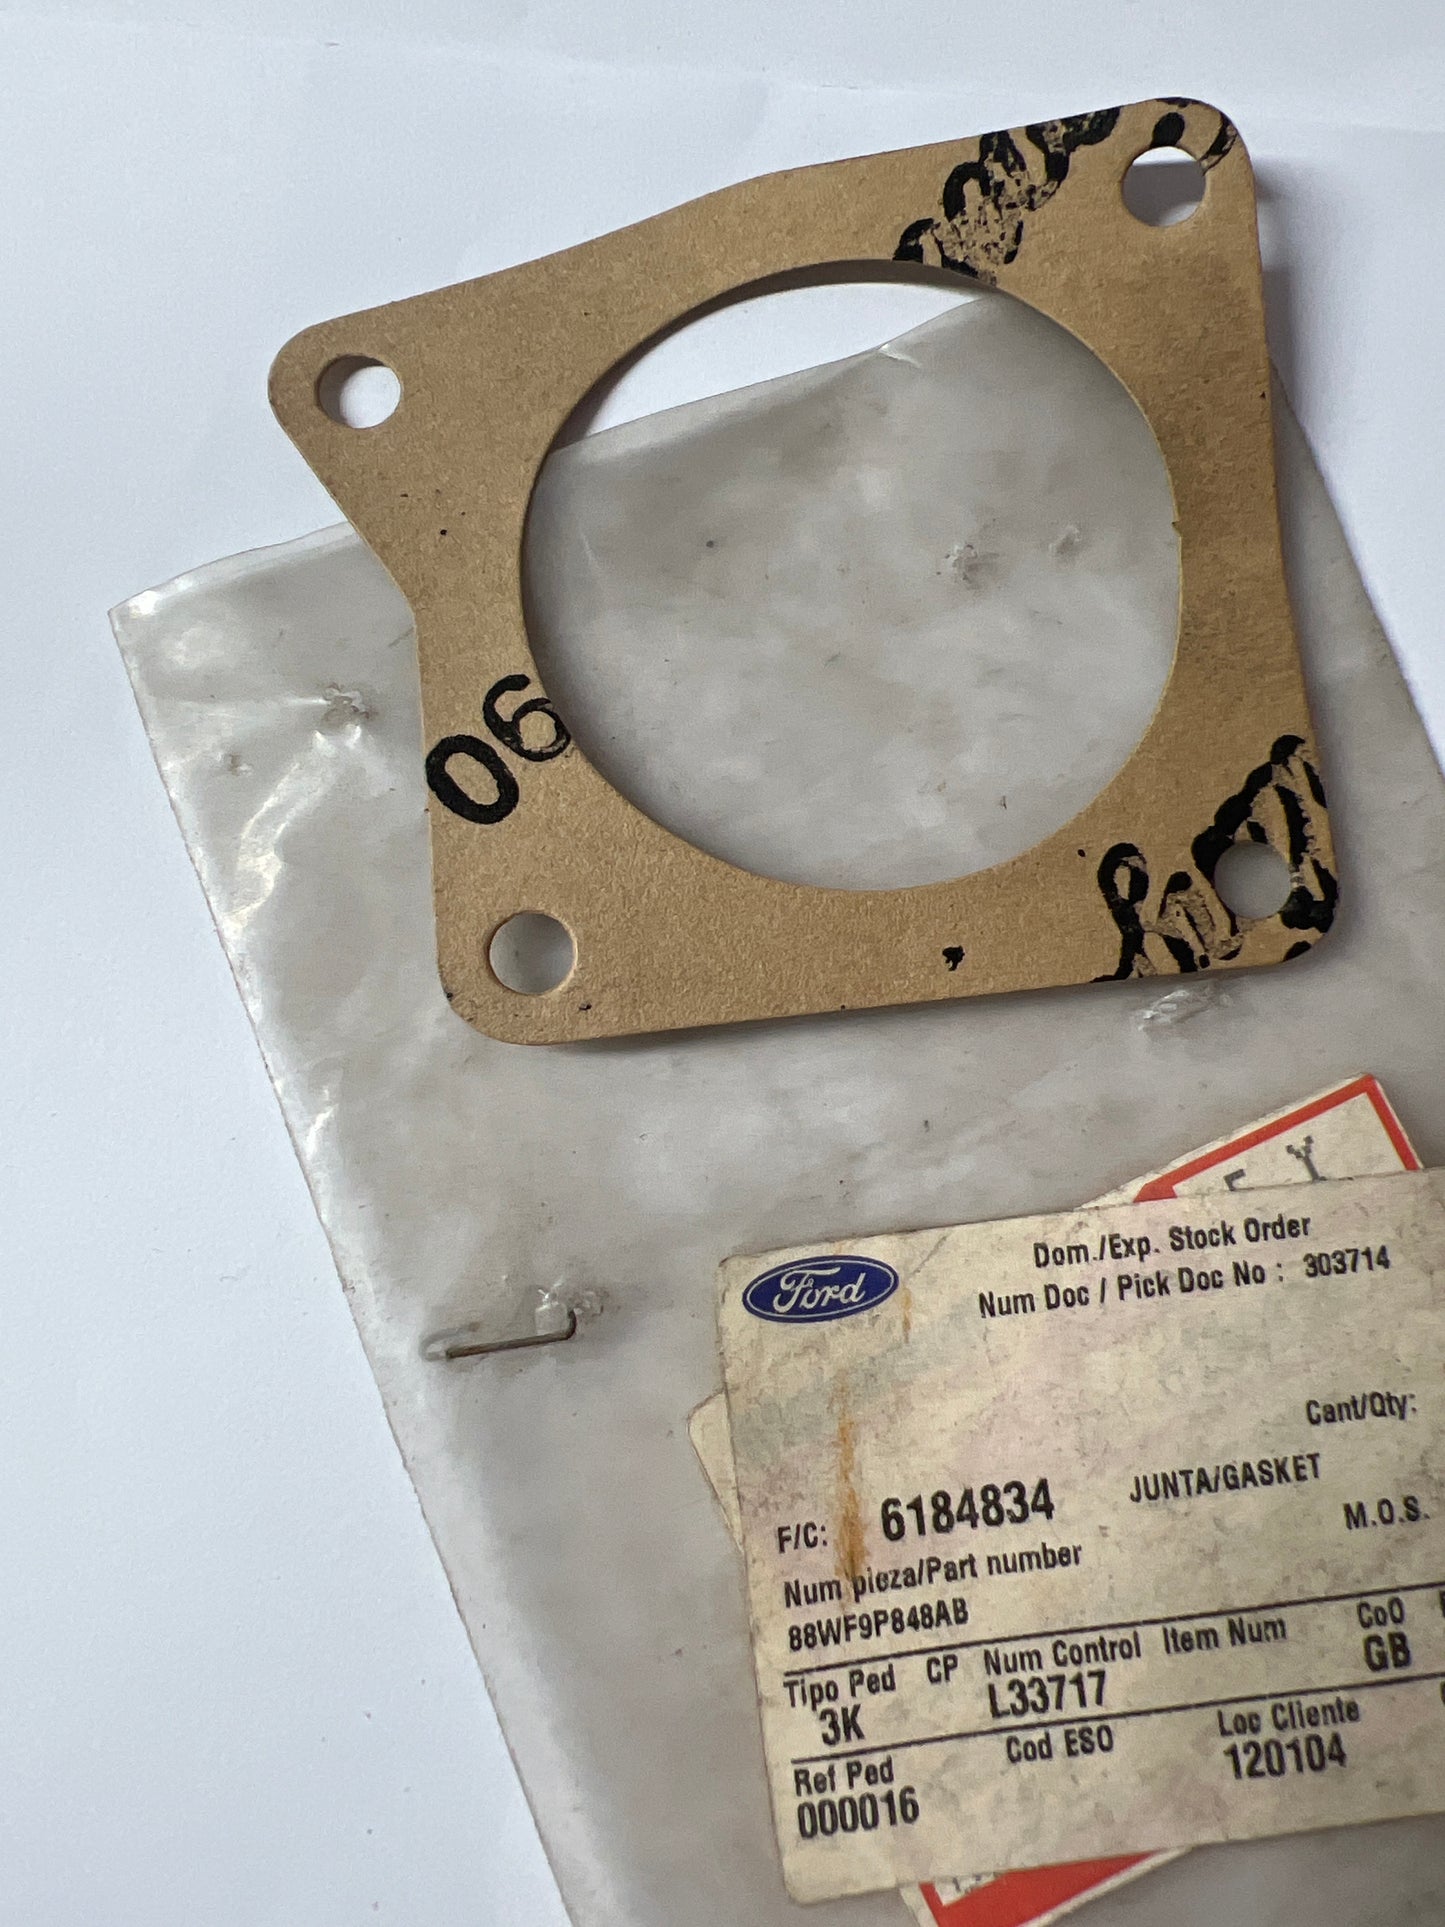 06
Ford
Dom./Exp. Stock Order
Num Doc / Pick Doc No : 303714
Cant/Qty:
F/C: 6184834 JUNTA/GASKET
M.O.S.
Num pieza/Part number
88WF9P848AB
Tipo Ped CP Num Control Item Num CoO
3K L33717 GB
Ref Ped Cod ESO Loc Cliente
000016 120104